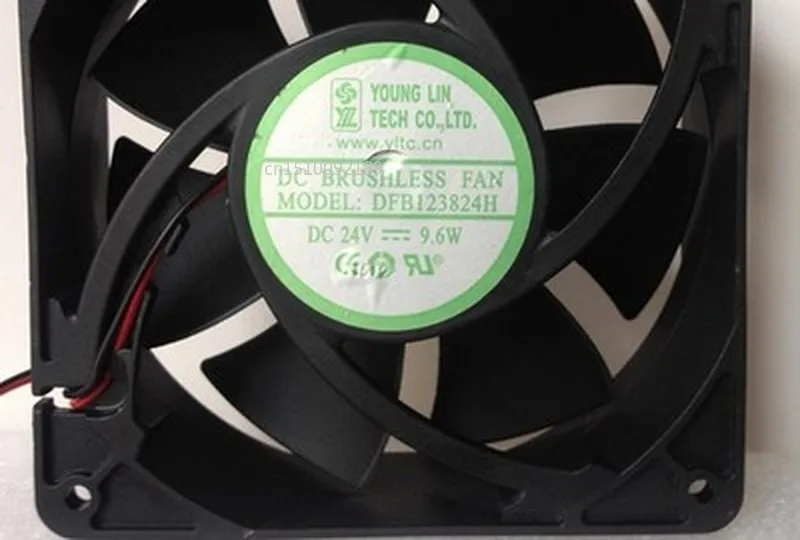 YOUNG LIN
TECH CO.,LTD.
www.yltc.cn
DC BRUSHLESS FAN
MODEL: DFB123824H
DC 24V 9.6W